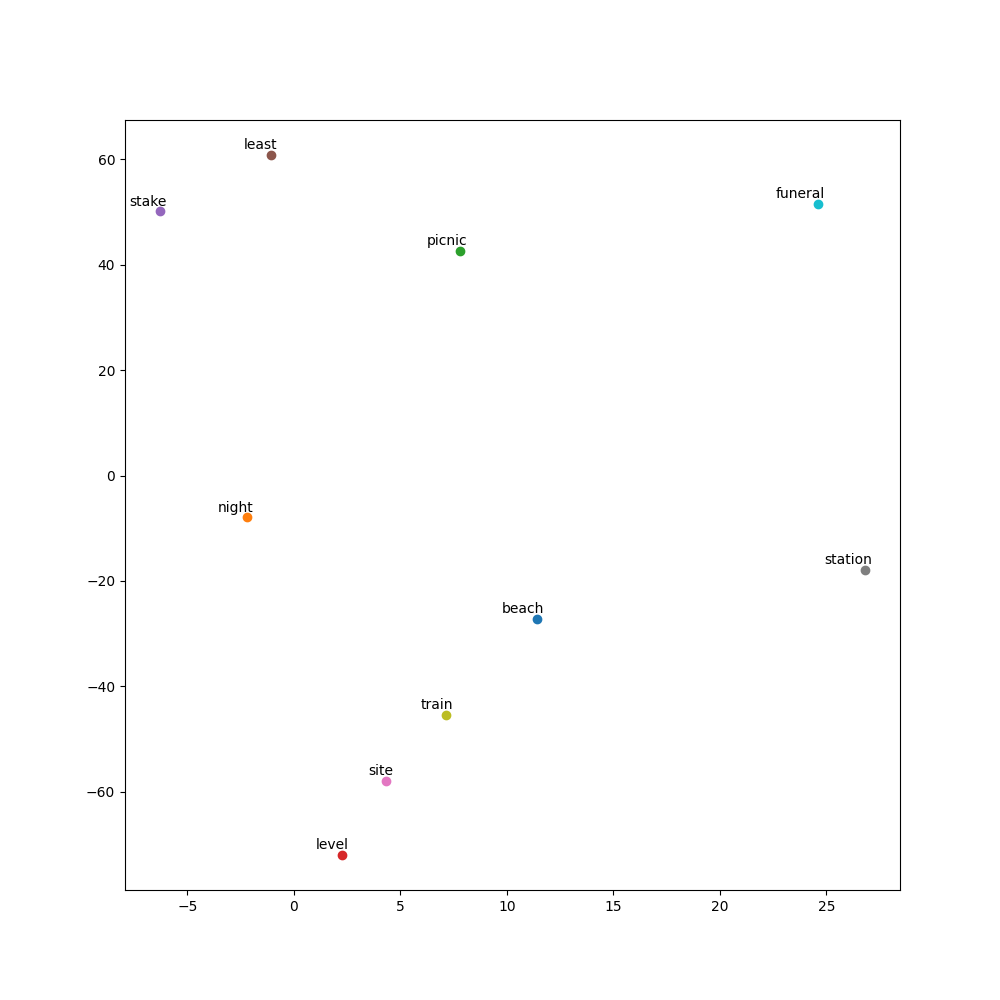 least
stake
funeral
picnic
night
station
beach
train
site
level
60
40
20
0
−20
−40
−60
−5
0
5
10
15
20
25